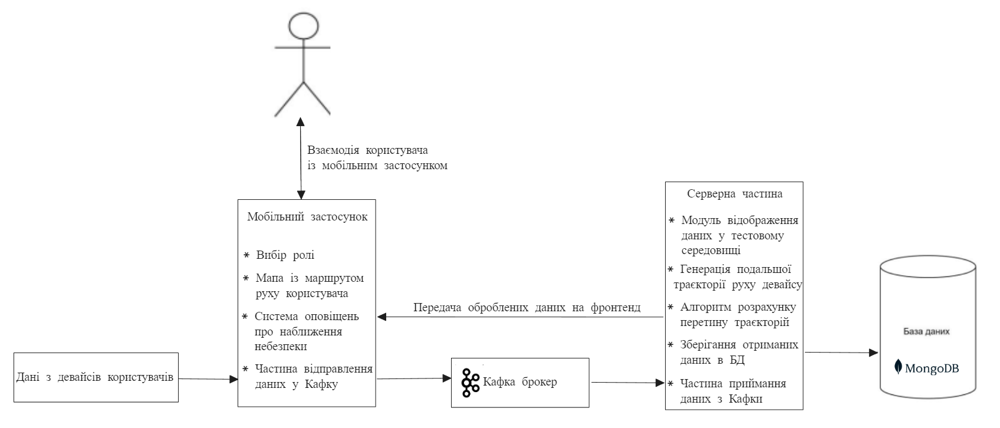 Взаємодія користувача
із мобільним застосунком
Мобільний застосунок
* Вибір ролі
* Мапа із маршрутом
руху користувача
* Система оповіщень
про наближення
небезпеки
* Частина відправлення
даних у Кафку
Дані з девайсів користувачів
Передача оброблених даних на фронтенд
Кафка брокер
Серверна частина
* Модуль відображення
даних у тестовому
середовищі
* Генерація подальшої
траєкторії руху девайсу
* Алгоритм розрахунку
перетину траєкторій
* Зберігання отриманих
даних в БД
* Частина приймання
даних з Кафки
База даних
MongoDB